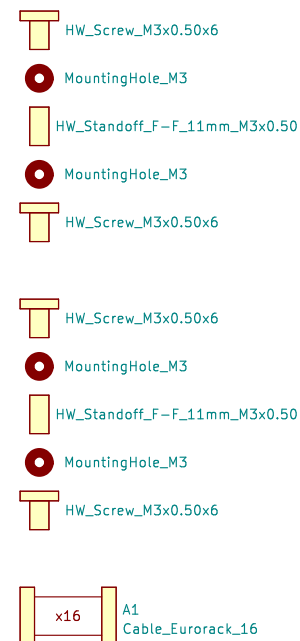 HW_Screw_M3x0.50x6
MountingHole_M3
HW_Standoff_F-F_11mm_M3x0.50
MountingHole_M3
HW_Screw_M3x0.50x6
HW_Screw_M3x0.50x6
MountingHole_M3
HW_Standoff_F-F_11mm_M3x0.50
MountingHole_M3
HW_Screw_M3x0.50x6
x16
A1
Cable_Eurorack_16